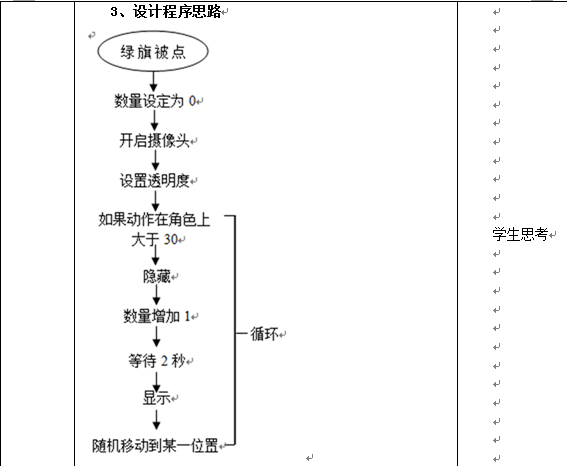 3、设计程序思路
绿旗被点
数量设定为 0
开启摄像头
设置透明度
如果动作在角色上
大于 30
隐藏
数量增加 1
等待 2 秒
显示
随机移动到某一位置
循环
学生思考